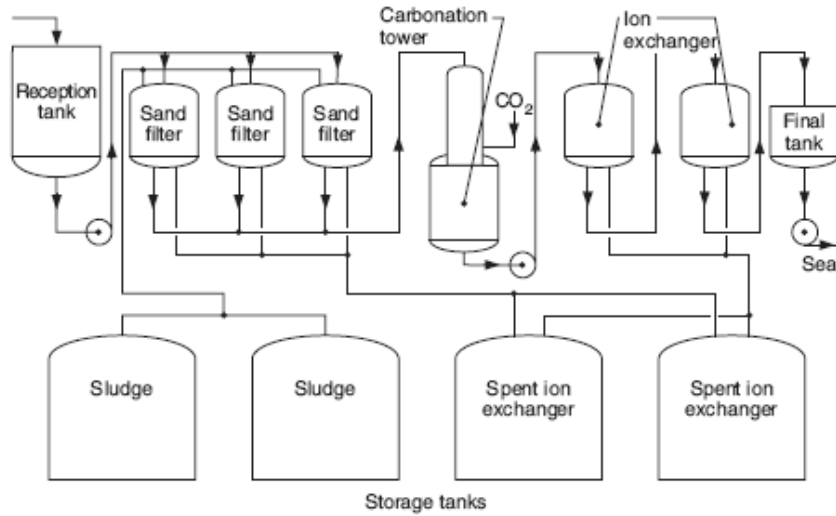 Carbonation
tower
Ion
exchanger
Reception
tank
Sand
filter
Sand
filter
Sand
filter
CO2
Final
tank
Sea
Sludge
Sludge
Spent ion
exchanger
Spent ion
exchanger
Storage tanks